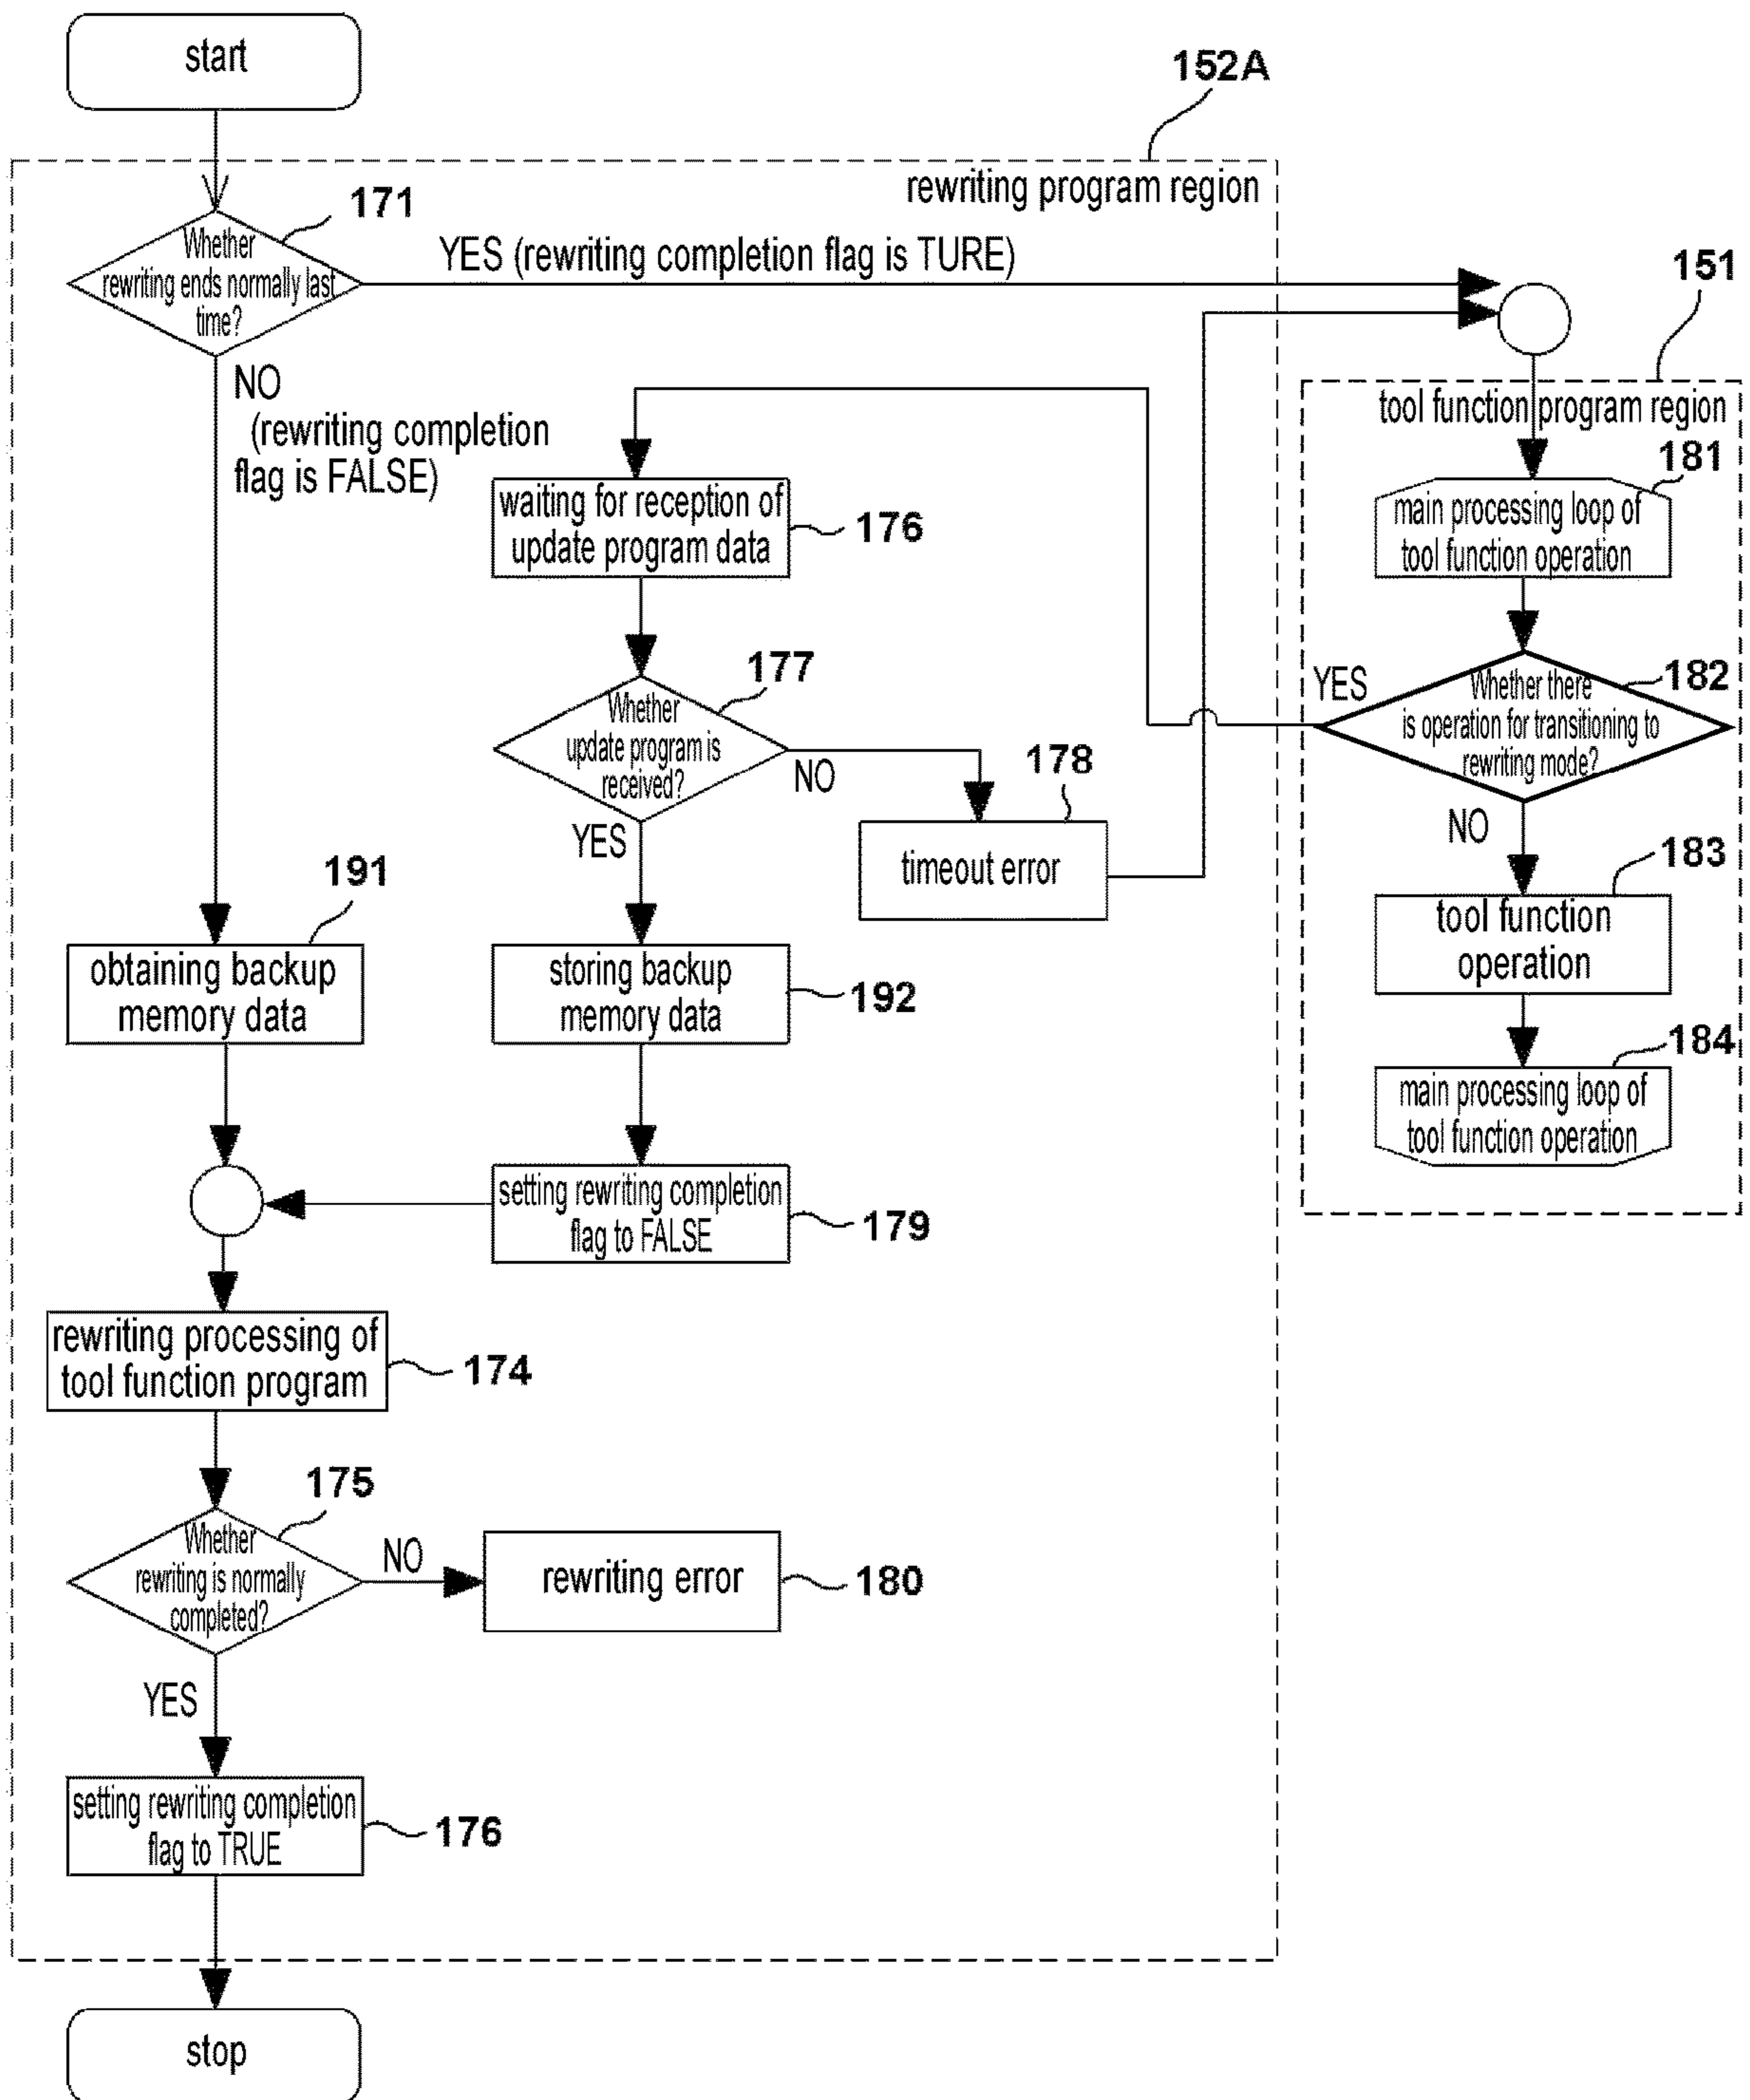 start
152A
rewriting program region
171
Whether
rewriting ends normally last
time?
YES (rewriting completion flag is TURE)
NO
(rewriting completion
flag is FALSE)
151
tool function program region
181
main processing loop of
tool function operation
waiting for reception of
update program data
176
177
Whether
update program is
received?
NO
YES
178
timeout error
YES
182
Whether there
is operation for transitioning to
rewriting mode?
NO
183
tool function
operation
184
main processing loop of
tool function operation
191
obtaining backup
memory data
storing backup
memory data
192
setting rewriting completion
flag to FALSE
179
rewriting processing of
tool function program
174
175
Whether
rewriting is normally
completed?
NO
rewriting error
180
YES
setting rewriting completion
flag to TRUE
176
stop